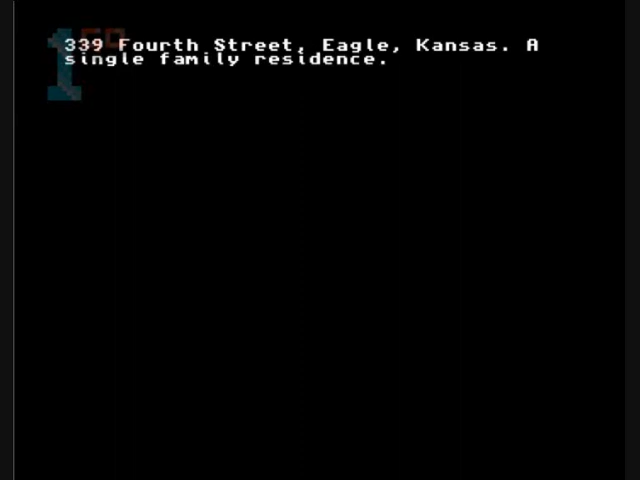 339 Fourth Street, Eagle, Kansas. A
single family residence.